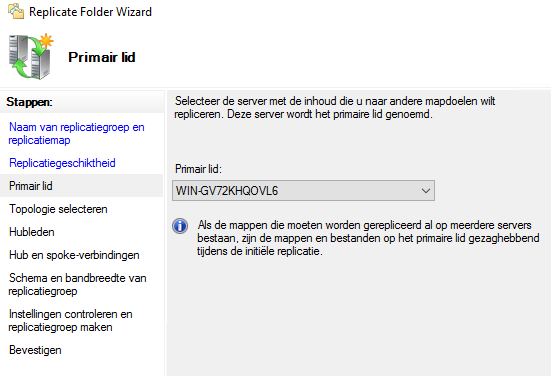 Replicate Folder Wizard
Primair lid
Stappen:
Naam van replicatiegroep en
replicatiemap
Replicatiegeschiktheid
Primair lid
Topologie selecteren
Hubleden
Hub en spoke-verbindingen
Schema en bandbreedte van
replicatiegroep
Instellingen controleren en
replicatiegroep maken
Bevestigen
Selecteer de server met de inhoud die u naar andere mapdoelen wilt
repliceren. Deze server wordt het primaire lid genoemd.
Primair lid:
WIN-GV72KHQOVL6
Als de mappen die moeten worden gerepliceerd al op meerdere servers
bestaan, zijn de mappen en bestanden op het primaire lid gezaghebbend
tijdens de initiële replicatie.